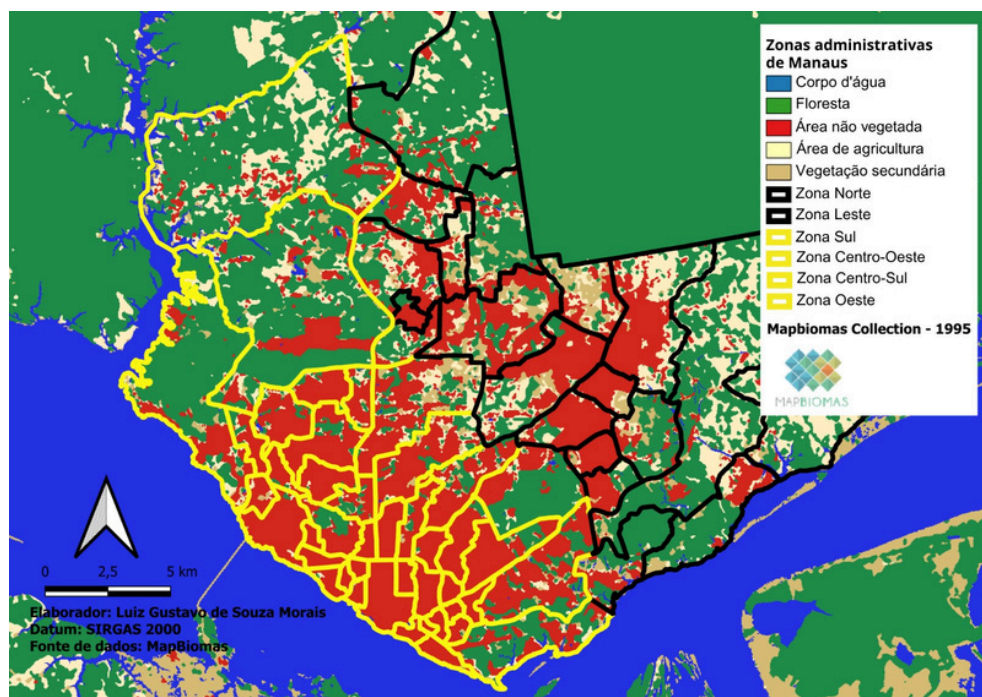 Zonas administrativas
de Manaus
Corpo d'água
Floresta
Área não vegetada
Área de agricultura
Vegetação secundária
Zona Norte
Zona Leste
Zona Sul
Zona Centro-Oeste
Zona Centro-Sul
Zona Oeste
Mapbiomas Collection - 1995
MAPBIOMAS
0 2,5 5 km
Elaborador: Luiz Gustavo de Souza Morais
Datum: SIRGAS 2000
Fonte de dados: MapBiomas